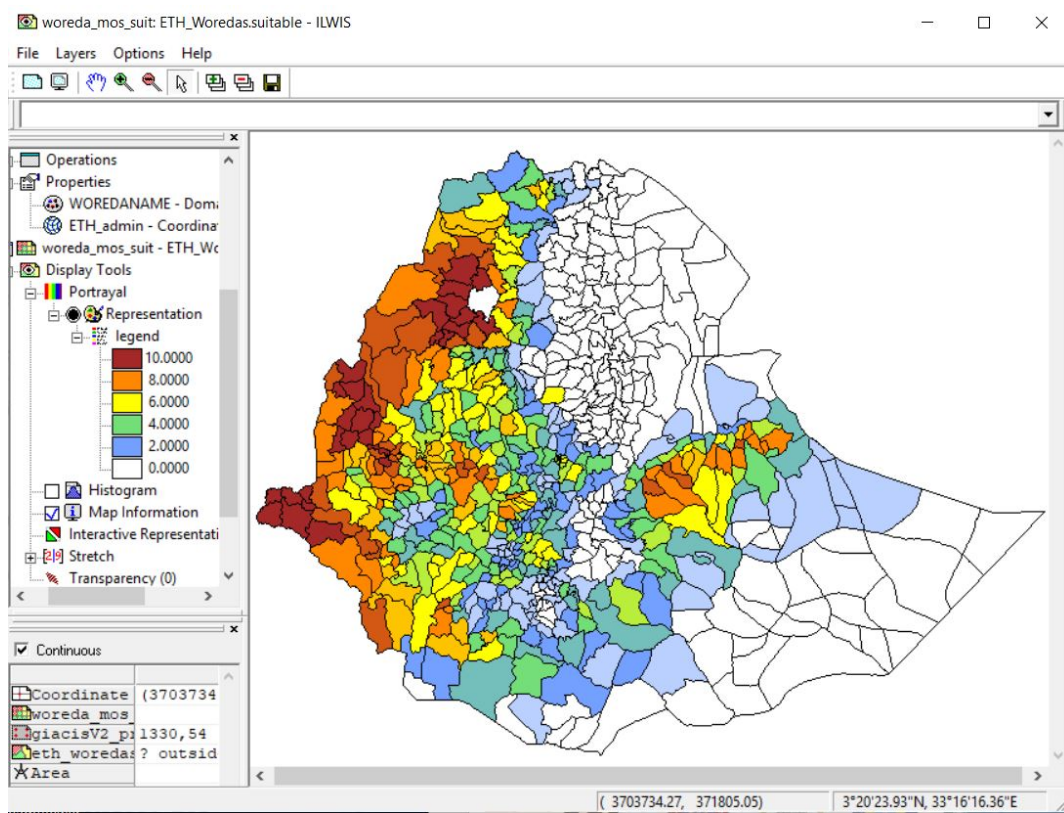 woreda_mos_suit: ETH_Woredas.suitable - ILWIS
File Layers Options Help
Operations
Properties
WOREDANAME - Doma
ETH_admin - Coordina
woreda_mos_suit - ETH_Wo
Display Tools
Portrayal
Representation
legend
10.0000
8.0000
6.0000
4.0000
2.0000
0.0000
Histogram
Map Information
Interactive Representati
Stretch
Transparency (0)
Continuous
Coordinate (3703734
woreda_mos_
giacisV2_p 1330,54
eth_woredas ? outsid
Area
( 3703734.27, 371805.05) 3°20'23.93"N, 33°16'16.36"E